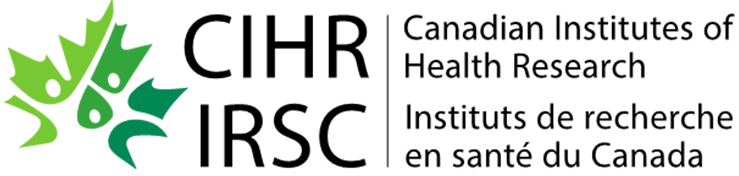 CIHR
IRSC
Canadian Institutes of
Health Research
Instituts de recherche
en santé du Canada